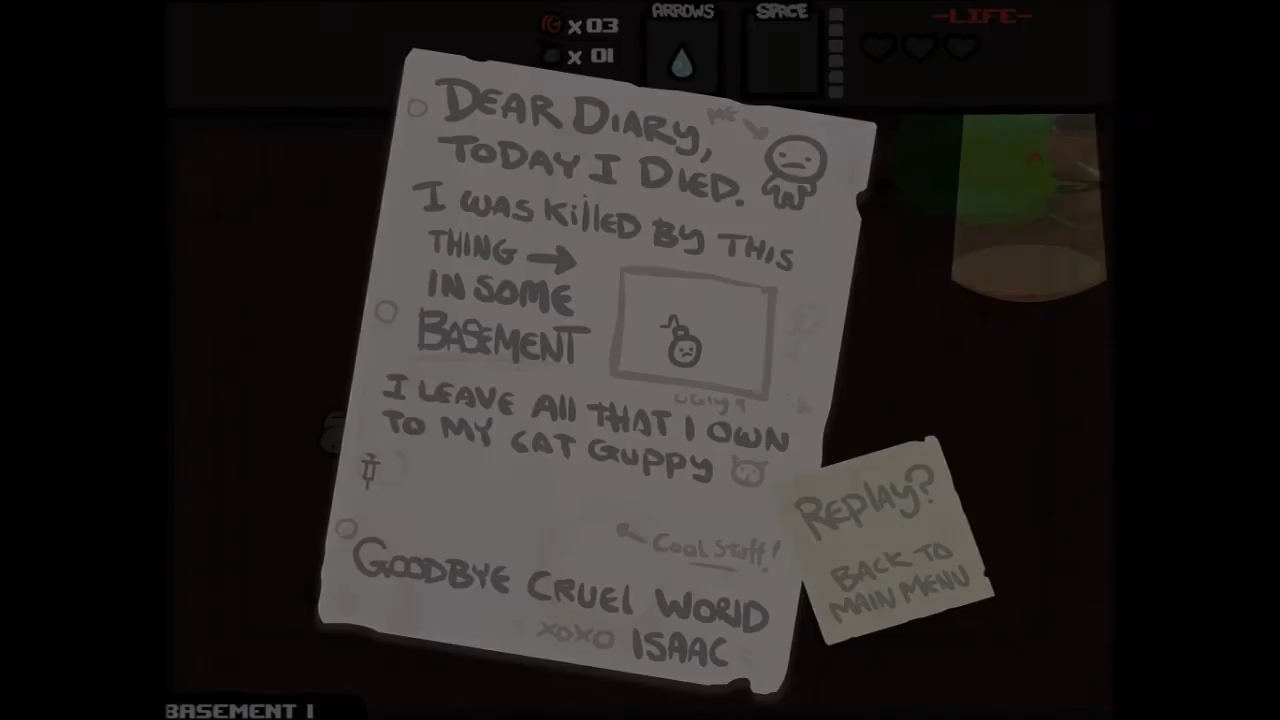 x 03
x 01
ARROWS
SPACE
-LIFE-
DEAR DIARY,
TODAY I DIED.
ME
I WAS KillED BY THIS
THING →
IN SOME
BASEMENT
UGLY
I LEAVE All THAT I OWN
TO MY CAT GUPPY
Cool Stuff!
GOODBYE CRUEl WORlD
XOXO ISAAC
REPlAY?
BACK TO
MAIN MENU
BASEMENT I